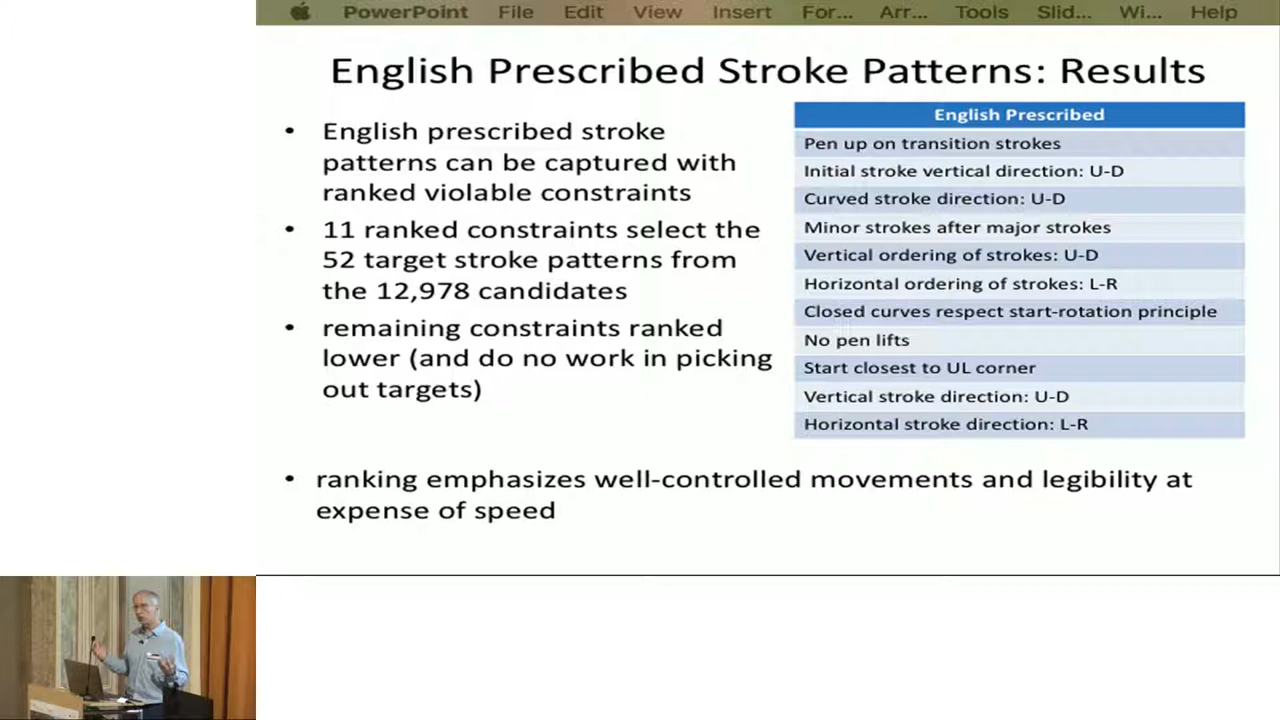 PowerPoint File Edit View Insert For... Arr... Tools Slid... Wi... Help
English Prescribed Stroke Patterns: Results
• English prescribed stroke
patterns can be captured with
ranked violable constraints
• 11 ranked constraints select the
52 target stroke patterns from
the 12,978 candidates
• remaining constraints ranked
lower (and do no work in picking
out targets)
English Prescribed
Pen up on transition strokes
Initial stroke vertical direction: U-D
Curved stroke direction: U-D
Minor strokes after major strokes
Vertical ordering of strokes: U-D
Horizontal ordering of strokes: L-R
Closed curves respect start-rotation principle
No pen lifts
Start closest to UL corner
Vertical stroke direction: U-D
Horizontal stroke direction: L-R
• ranking emphasizes well-controlled movements and legibility at
expense of speed